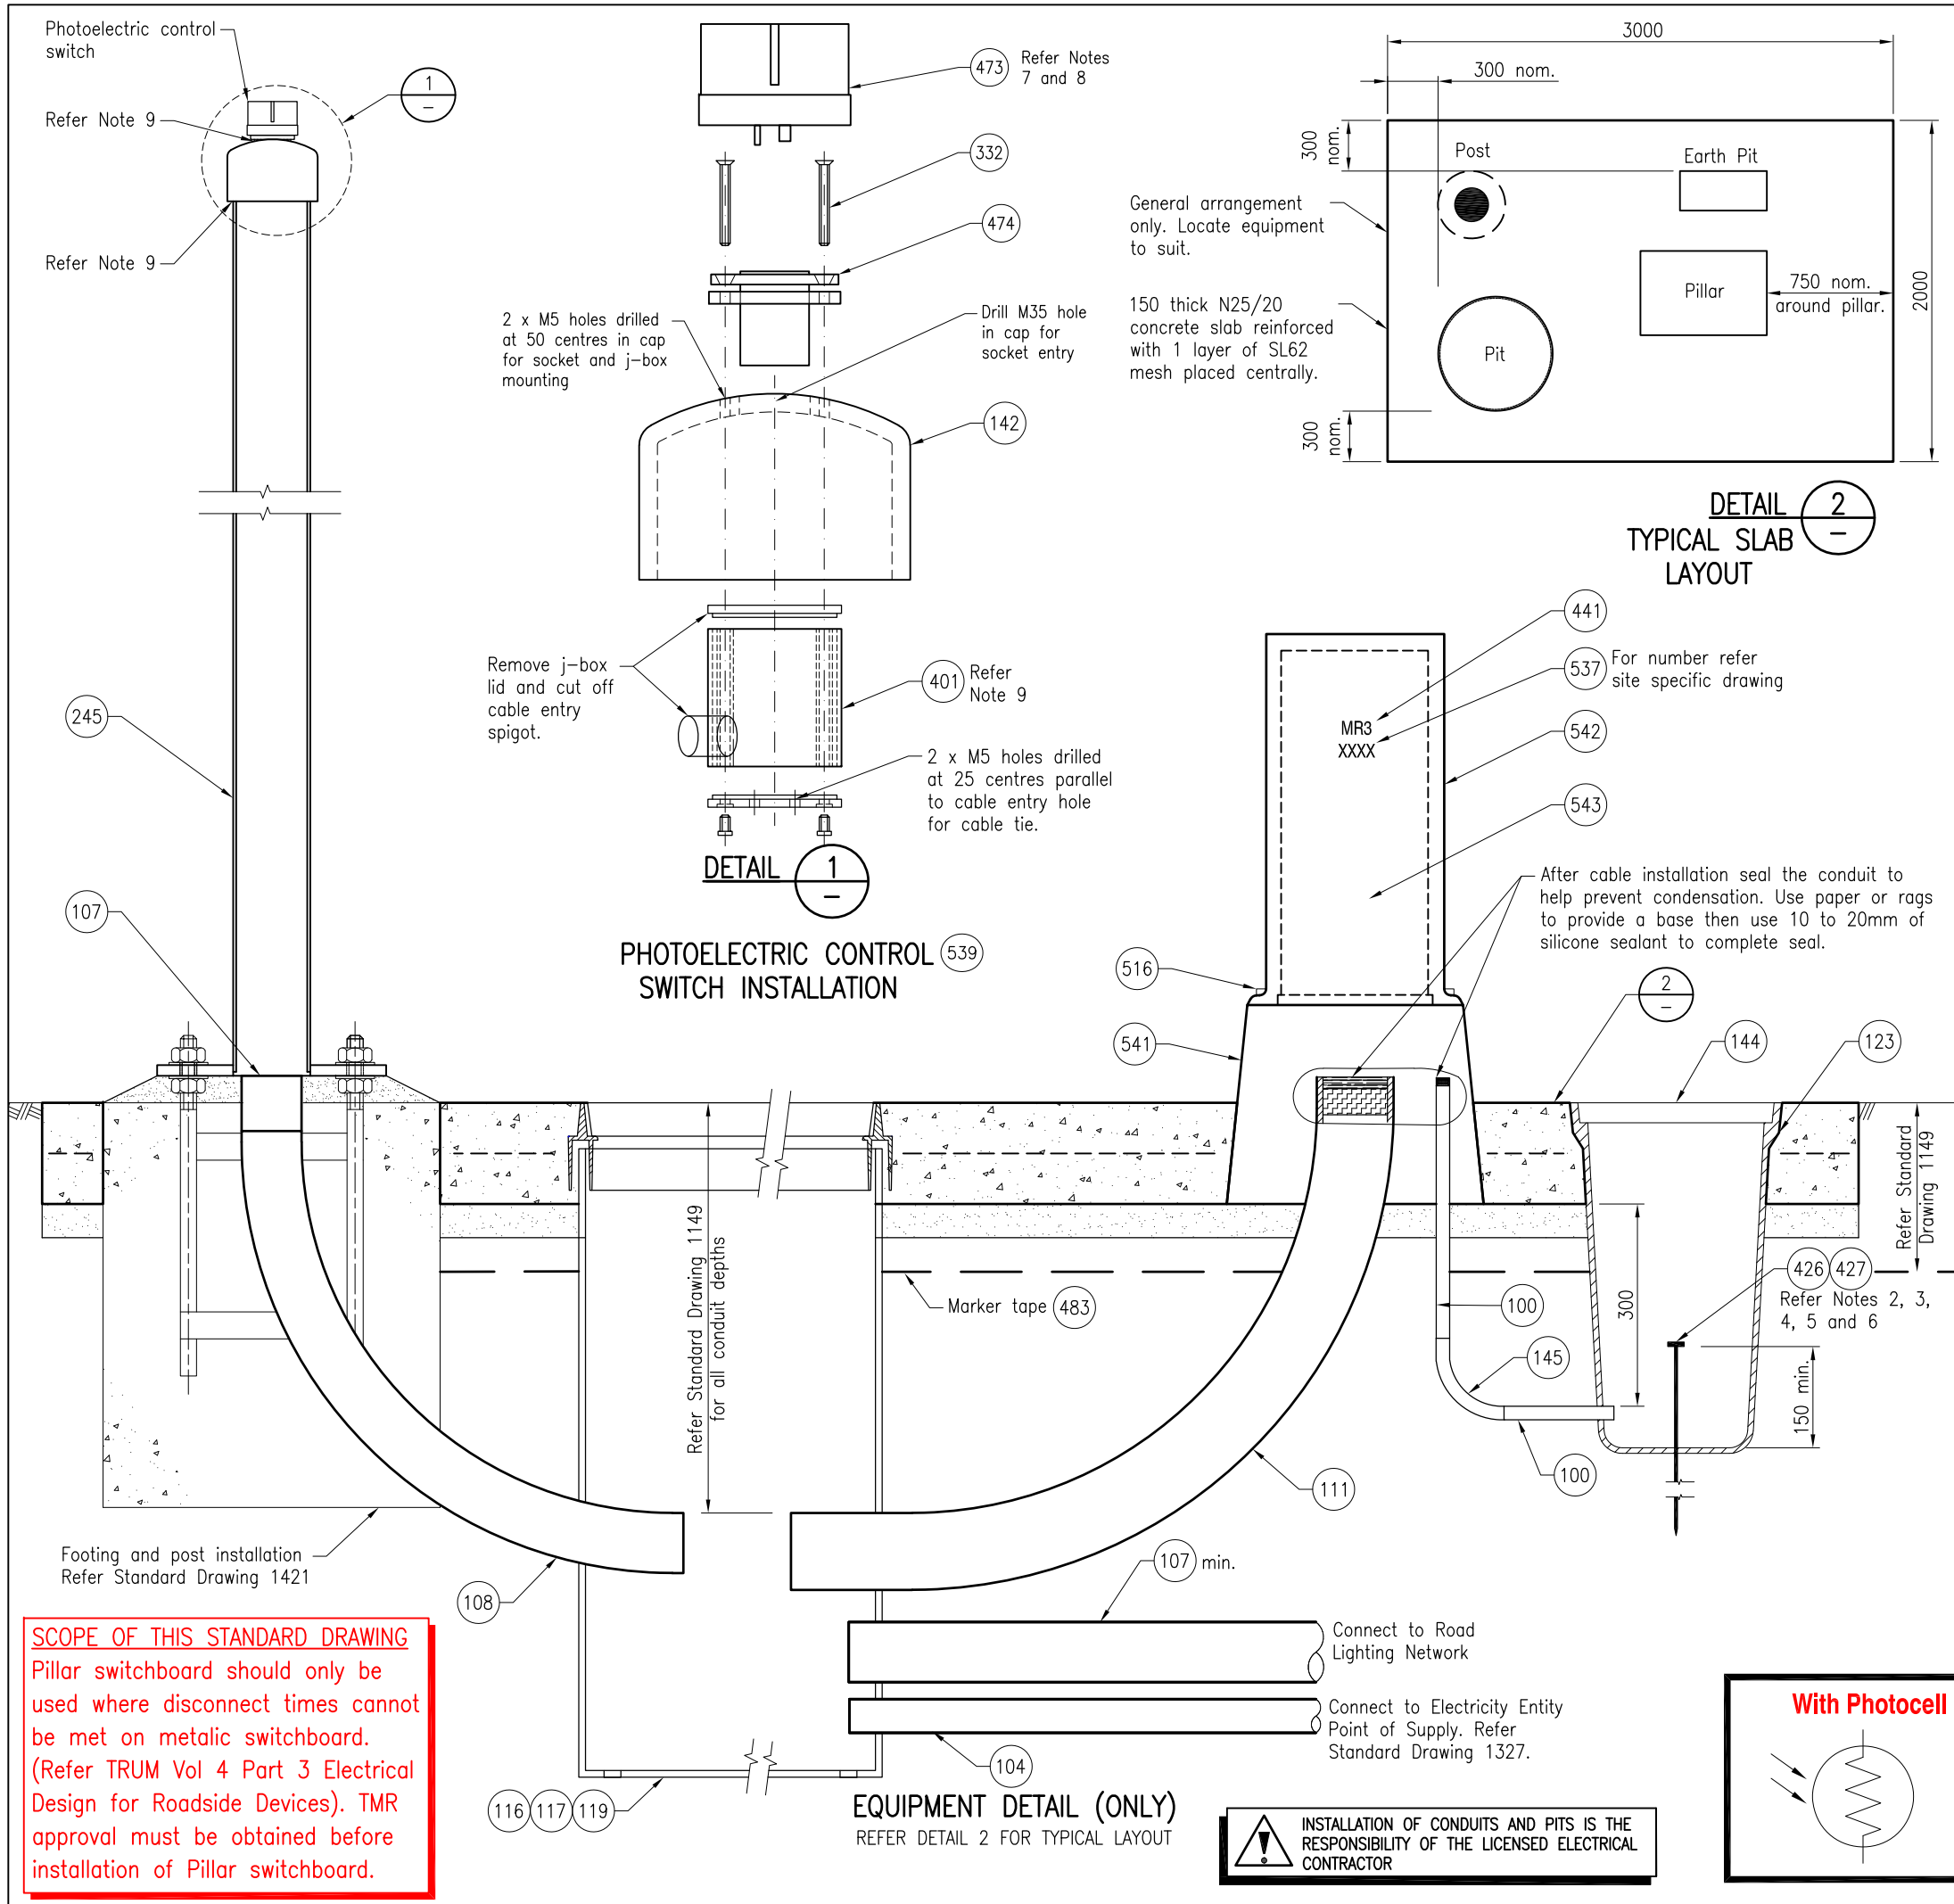 Photoelectric control
switch
Refer Note 9
Refer Note 9
1
–
245
107
473
Refer Notes
7 and 8
332
474
2 x M5 holes drilled
at 50 centres in cap
for socket and j-box
mounting
Drill M35 hole
in cap for
socket entry
142
Remove j-box
lid and cut off
cable entry
spigot.
401
Refer
Note 9
2 x M5 holes drilled
at 25 centres parallel
to cable entry hole
for cable tie.
DETAIL
1
–
PHOTOELECTRIC CONTROL
SWITCH INSTALLATION
539
3000
300 nom.
300
nom.
Post
Earth Pit
General arrangement
only. Locate equipment
to suit.
150 thick N25/20
concrete slab reinforced
with 1 layer of SL62
mesh placed centrally.
Pillar
750 nom.
around pillar.
2000
Pit
300
nom.
DETAIL
2
–
TYPICAL SLAB
LAYOUT
441
537
For number refer
site specific drawing
MR3
XXXX
542
543
After cable installation seal the conduit to
help prevent condensation. Use paper or rags
to provide a base then use 10 to 20mm of
silicone sealant to complete seal.
516
2
–
541
144
123
Refer Standard Drawing 1149
for all conduit depths
Marker tape
483
Refer Standard
Drawing 1149
426
427
Refer Notes 2, 3,
4, 5 and 6
300
100
145
150 min.
100
111
Footing and post installation
Refer Standard Drawing 1421
108
107
min.
Connect to Road
Lighting Network
Connect to Electricity Entity
Point of Supply. Refer
Standard Drawing 1327.
104
116
117
119
EQUIPMENT DETAIL (ONLY)
REFER DETAIL 2 FOR TYPICAL LAYOUT
SCOPE OF THIS STANDARD DRAWING
Pillar switchboard should only be
used where disconnect times cannot
be met on metalic switchboard.
(Refer TRUM Vol 4 Part 3 Electrical
Design for Roadside Devices). TMR
approval must be obtained before
installation of Pillar switchboard.
!
INSTALLATION OF CONDUITS AND PITS IS THE
RESPONSIBILITY OF THE LICENSED ELECTRICAL
CONTRACTOR
With Photocell